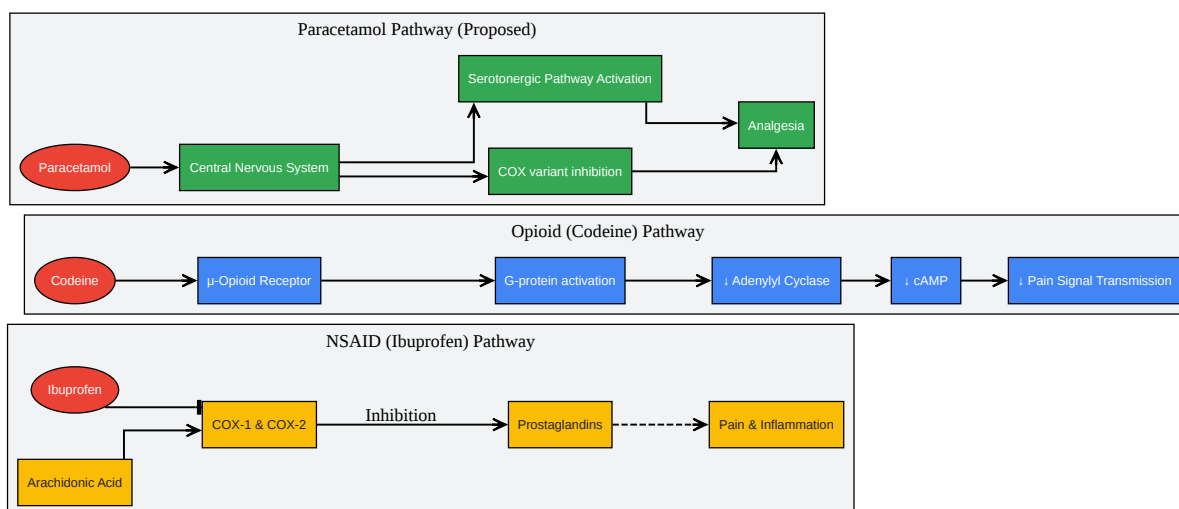 Paracetamol Pathway (Proposed)
Serotonergic Pathway Activation
Analgesia
Paracetamol
Central Nervous System
COX variant inhibition
Opioid (Codeine) Pathway
Codeine
μ-Opioid Receptor
G-protein activation
↓ Adenylyl Cyclase
↓ cAMP
↓ Pain Signal Transmission
NSAID (Ibuprofen) Pathway
Ibuprofen
COX-1 & COX-2
Inhibition
Prostaglandins
Pain & Inflammation
Arachidonic Acid